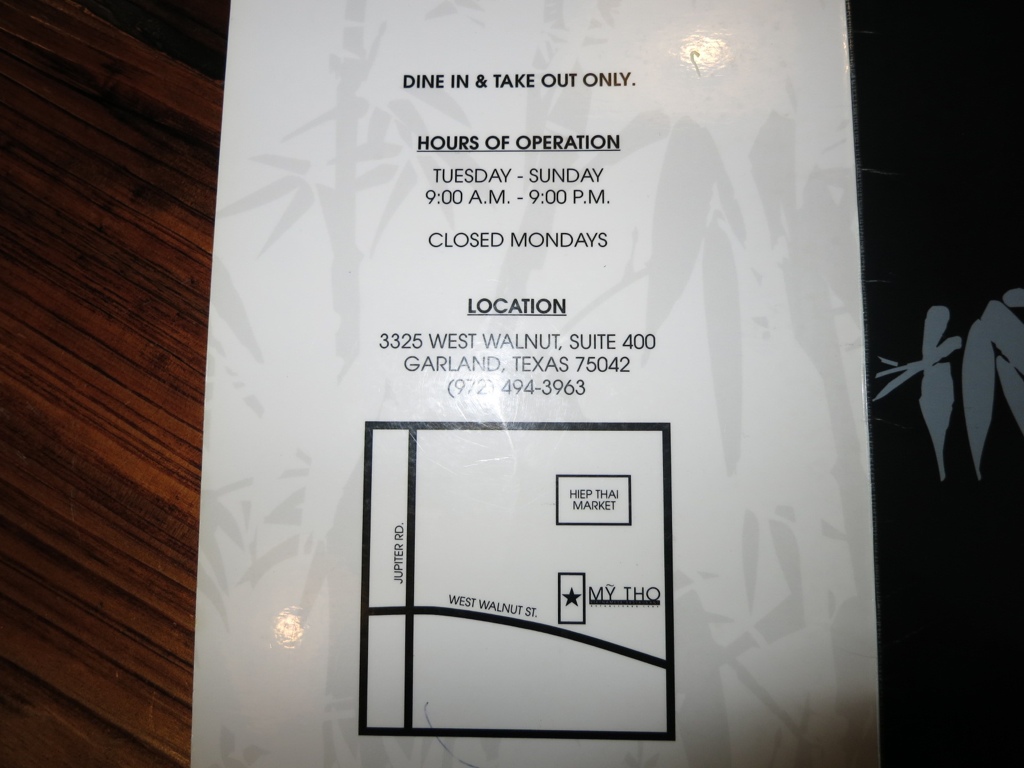 DINE IN & TAKE OUT ONLY.
HOURS OF OPERATION
TUESDAY - SUNDAY
9:00 A.M. - 9:00 P.M.
CLOSED MONDAYS
LOCATION
3325 WEST WALNUT, SUITE 400
GARLAND, TEXAS 75042
(972) 494-3963
HIEP THAI
MARKET
JUPITER RD.
MỸ THO
WEST WALNUT ST.